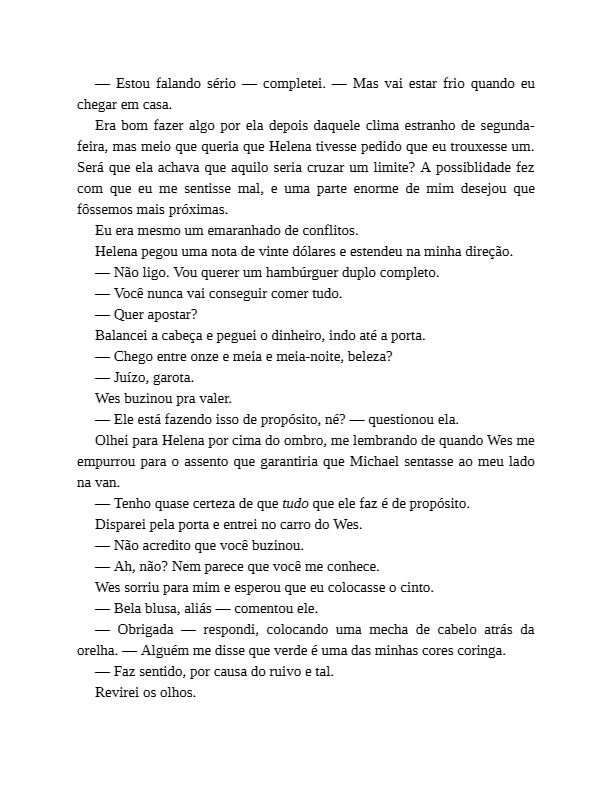 — Estou falando sério — completei. — Mas vai estar frio quando eu
chegar em casa.
Era bom fazer algo por ela depois daquele clima estranho de segunda-
feira, mas meio que queria que Helena tivesse pedido que eu trouxesse um.
Será que ela achava que aquilo seria cruzar um limite? A possiblidade fez
com que eu me sentisse mal, e uma parte enorme de mim desejou que
fôssemos mais próximas.
Eu era mesmo um emaranhado de conflitos.
Helena pegou uma nota de vinte dólares e estendeu na minha direção.
— Não ligo. Vou querer um hambúrguer duplo completo.
— Você nunca vai conseguir comer tudo.
— Quer apostar?
Balancei a cabeça e peguei o dinheiro, indo até a porta.
— Chego entre onze e meia e meia-noite, beleza?
— Juízo, garota.
Wes buzinou pra valer.
— Ele está fazendo isso de propósito, né? — questionou ela.
Olhei para Helena por cima do ombro, me lembrando de quando Wes me
empurrou para o assento que garantiria que Michael sentasse ao meu lado
na van.
— Tenho quase certeza de que tudo que ele faz é de propósito.
Disparei pela porta e entrei no carro do Wes.
— Não acredito que você buzinou.
— Ah, não? Nem parece que você me conhece.
Wes sorriu para mim e esperou que eu colocasse o cinto.
— Bela blusa, aliás — comentou ele.
— Obrigada — respondi, colocando uma mecha de cabelo atrás da
orelha. — Alguém me disse que verde é uma das minhas cores coringa.
— Faz sentido, por causa do ruivo e tal.
Revirei os olhos.